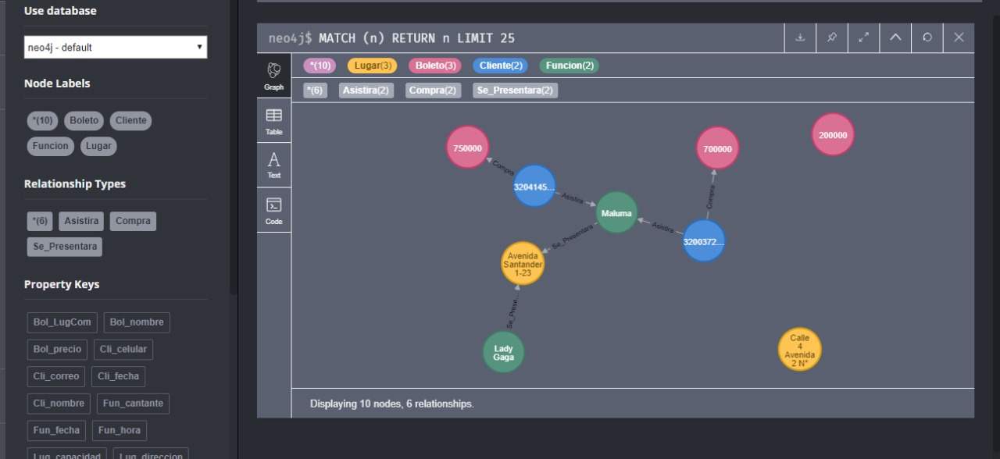 Use database
neo4j - default
Node Labels
*(10) Boleto Cliente
Funcion Lugar
Relationship Types
*(6) Asistira Compra
Se_Presentara
Property Keys
Bol_LugCom Bol_nombre
Bol_precio Cli_celular
Cli_correo Cli_fecha
Cli_nombre Fun_cantante
Fun_fecha Fun_hora
Lug_capacidad Lug_direccion
neo4j$ MATCH (n) RETURN n LIMIT 25
Graph
Table
Text
Code
*(10) Lugar(3) Boleto(3) Cliente(2) Funcion(2)
*(6) Asistira(2) Compra(2) Se_Presentara(2)
750000
700000
200000
Compra
3204145...
Asistira
Maluma
Compra
Asistira
3200372...
Se_Presentara
Avenida
Santander
1-23
Se_Prese...
Lady
Gaga
Calle
4
Avenida
2 N°
Displaying 10 nodes, 6 relationships.